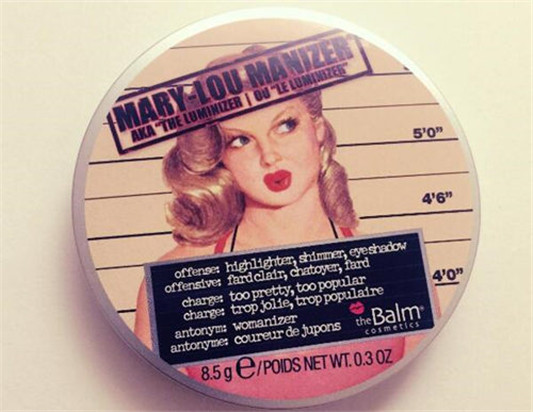 MARY-LOU MANIZER
AKA "THE LUMINIZER | OU "LE LUMINIZER"
5'0"
4'6"
4'0"
offense: highlighter, shimmer, eyeshadow
offensive: fard clair, chatoyer, fard
charge: too pretty, too popular
charge: trop jolie, trop populaire
antonym: womanizer
antonyme: coureur de jupons
theBalm®
cosmetics
8.5 g e/POIDS NET WT. 0.3 OZ.